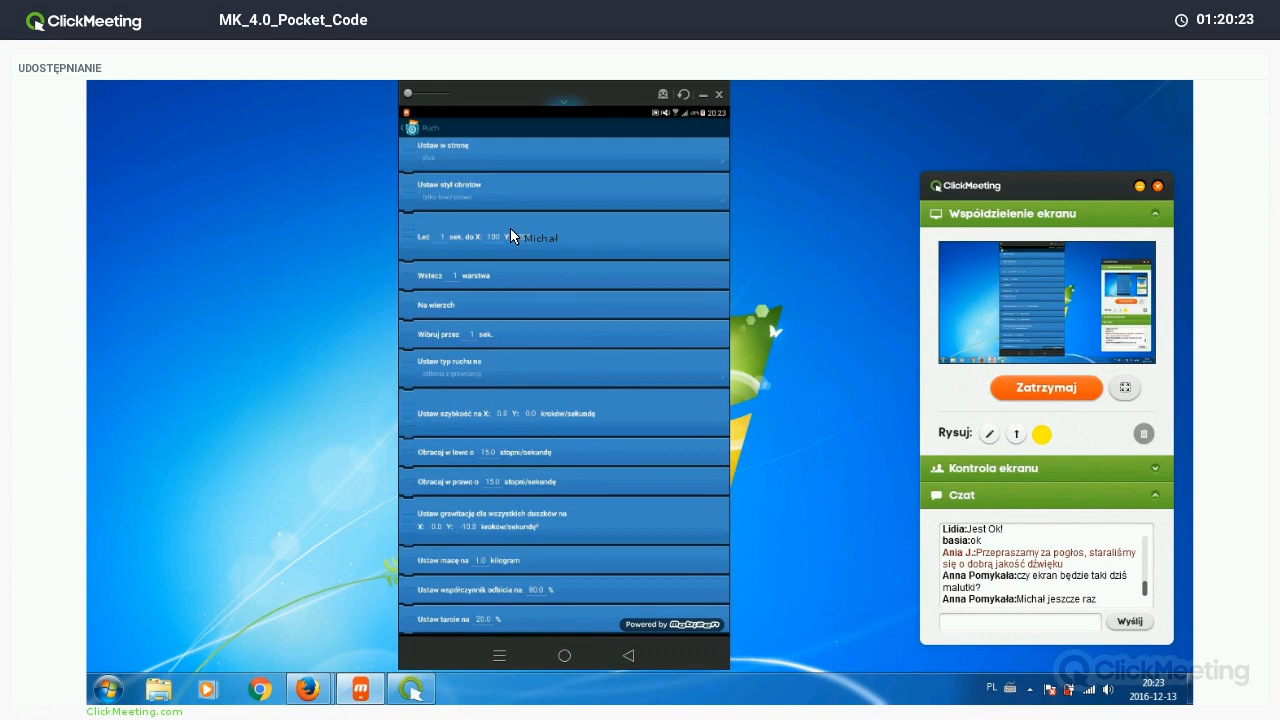 ClickMeeting
MK_4.0_Pocket_Code
01:20:23
UDOSTĘPNIANIE
20:23
Ruch
Ustaw w stronę
Ustaw styl obrotów
tylko lewo-prawo
Leć 1 sek. do X: 100 Y
Michał
Wstecz 1 warstwa
Na wierzch
Wibruj przez 1 sek.
Ustaw typ ruchu na
odbicia z grawitacją
Ustaw szybkość na X: 0.0 Y: 0.0 kroków/sekundę
Obracaj w lewo o 15.0 stopni/sekundę
Obracaj w prawo o 15.0 stopni/sekundę
Ustaw grawitację dla wszystkich duszków na
X: 0.0 Y: -10.0 kroków/sekundę²
Ustaw masę na 1.0 kilogram
Ustaw współczynnik odbicia na 80.0 %
Ustaw tarcie na 20.0 %
Powered by mobizen
ClickMeeting
Współdzielenie ekranu
Zatrzymaj
Rysuj:
Kontrola ekranu
Czat
Lidia:Jest Ok!
basia:ok
Ania J.:Przepraszamy za pogłos, staraliśmy
się o dobrą jakość dźwięku
Anna Pomykała:czy ekran będzie taki dziś
malutki?
Anna Pomykała:Michał jeszcze raz
Wyślij
ClickMeeting
PL
20:23
2016-12-13
ClickMeeting.com